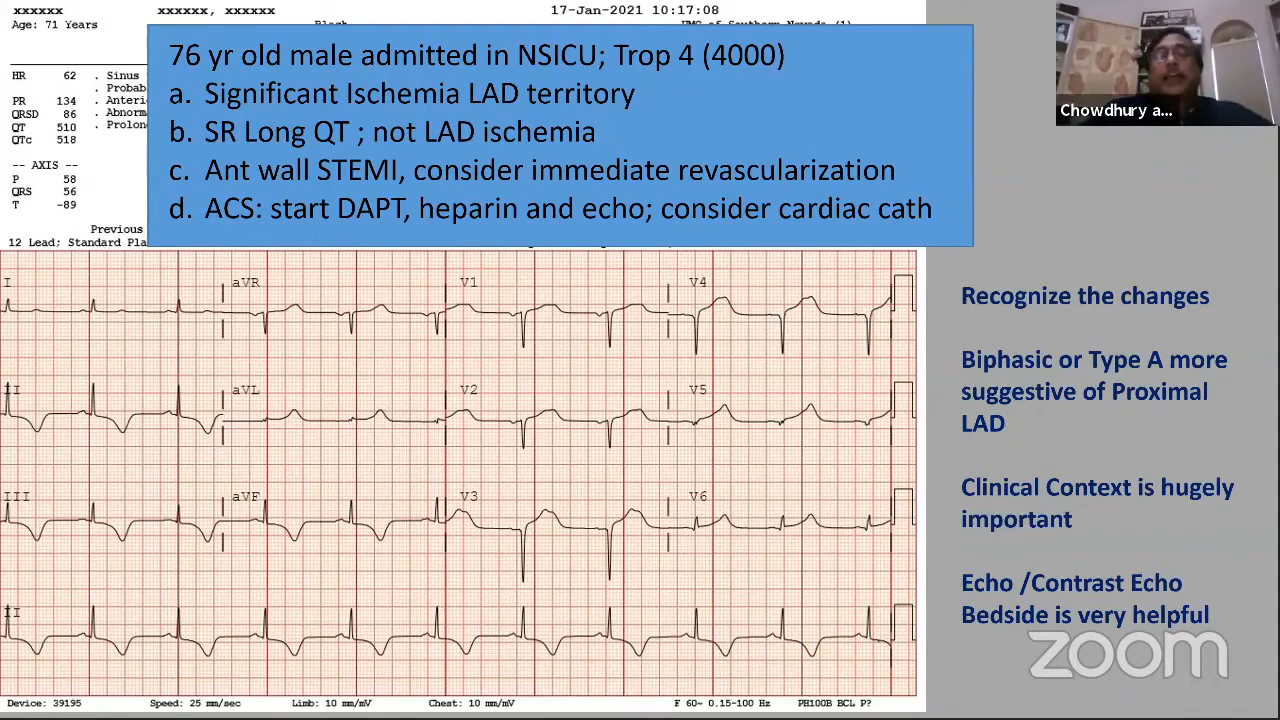 xxxxxx
xxxxxx, xxxxxx
17-Jan-2021 10:17:08
Age: 71 Years
76 yr old male admitted in NSICU; Trop 4 (4000)
a. Significant Ischemia LAD territory
b. SR Long QT ; not LAD ischemia
c. Ant wall STEMI, consider immediate revascularization
d. ACS: start DAPT, heparin and echo; consider cardiac cath
HR 62 . Sinus
. Probab
PR 134 . Anteri
QRSD 86 . Abnorm
QT 510 . Prolon
QTc 518
-- AXIS --
P 58
QRS 56
T -89
Previous
12 Lead; Standard Pla
I aVR V1 V4
II aVL V2 V5
III aVF V3 V6
II
Device: 39195 Speed: 25 mm/sec Limb: 10 mm/mV Chest: 10 mm/mV F 60~ 0.15-100 Hz PH100B BCL P?
Chowdhury a...
Recognize the changes
Biphasic or Type A more
suggestive of Proximal
LAD
Clinical Context is hugely
important
Echo /Contrast Echo
Bedside is very helpful
zoom